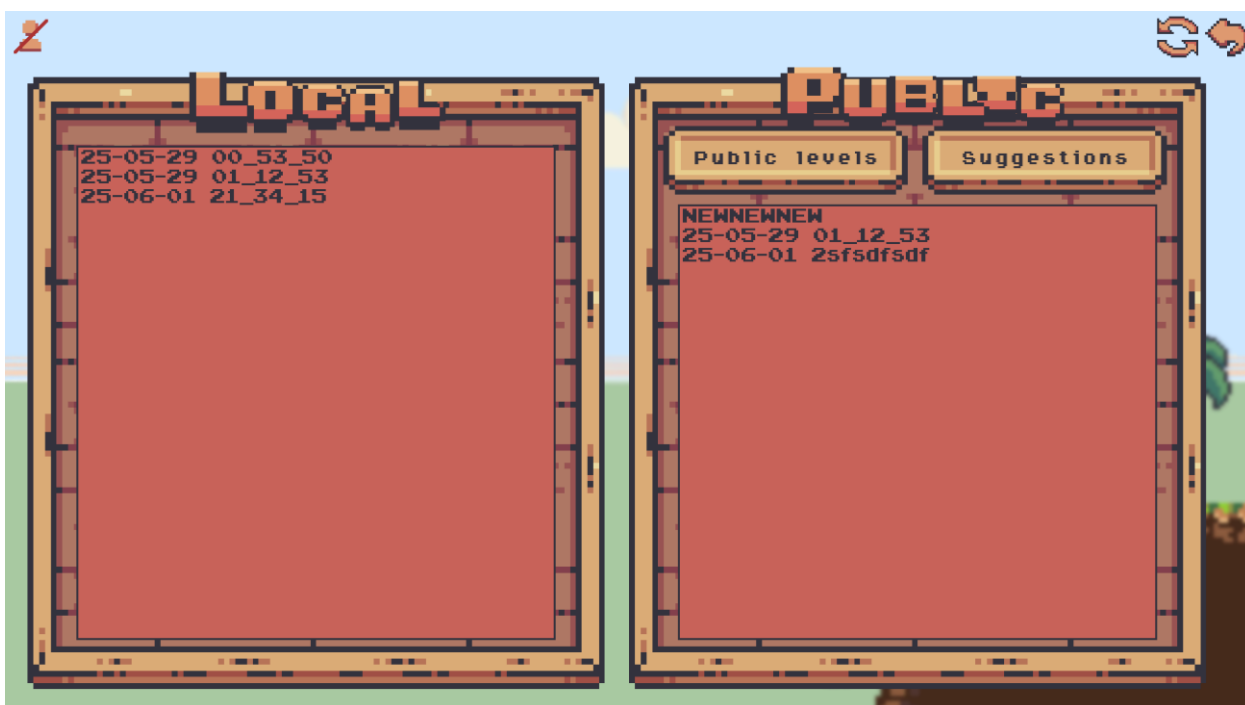 Local
25-05-29 00_53_50
25-05-29 01_12_53
25-06-01 21_34_15
Public
Public levels
Suggestions
NEWNEWNEW
25-05-29 01_12_53
25-06-01 2sfsdfsdf